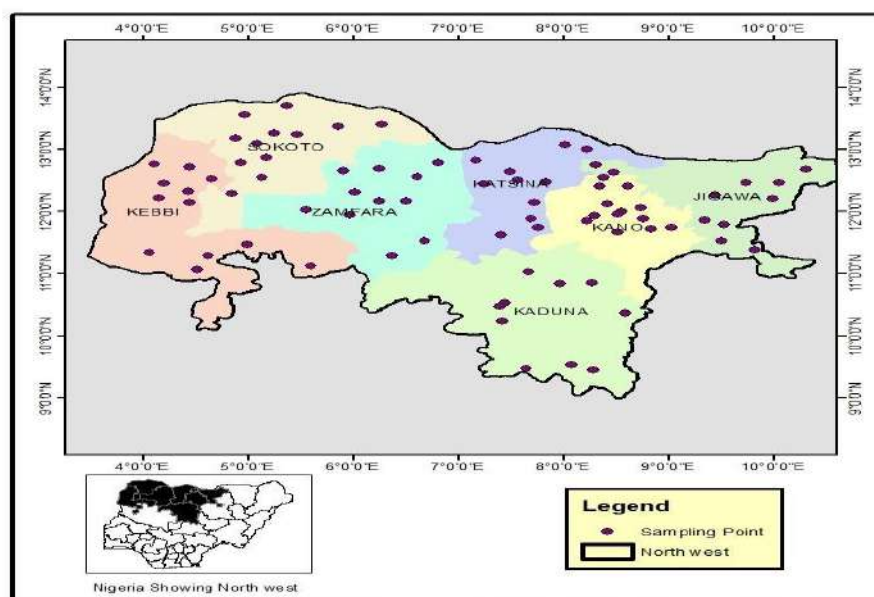 4°0'0"E 5°0'0"E 6°0'0"E 7°0'0"E 8°0'0"E 9°0'0"E 10°0'0"E
14°0'0"N 14°0'0"N
13°0'0"N 13°0'0"N
SOKOTO
KATSINA
JIGAWA
12°0'0"N 12°0'0"N
KEBBI ZAMFARA
KANO
11°0'0"N 11°0'0"N
KADUNA
10°0'0"N 10°0'0"N
9°0'0"N 9°0'0"N
4°0'0"E 5°0'0"E 6°0'0"E 7°0'0"E 8°0'0"E 9°0'0"E 10°0'0"E
Legend
Sampling Point
North west
Nigeria Showing North west